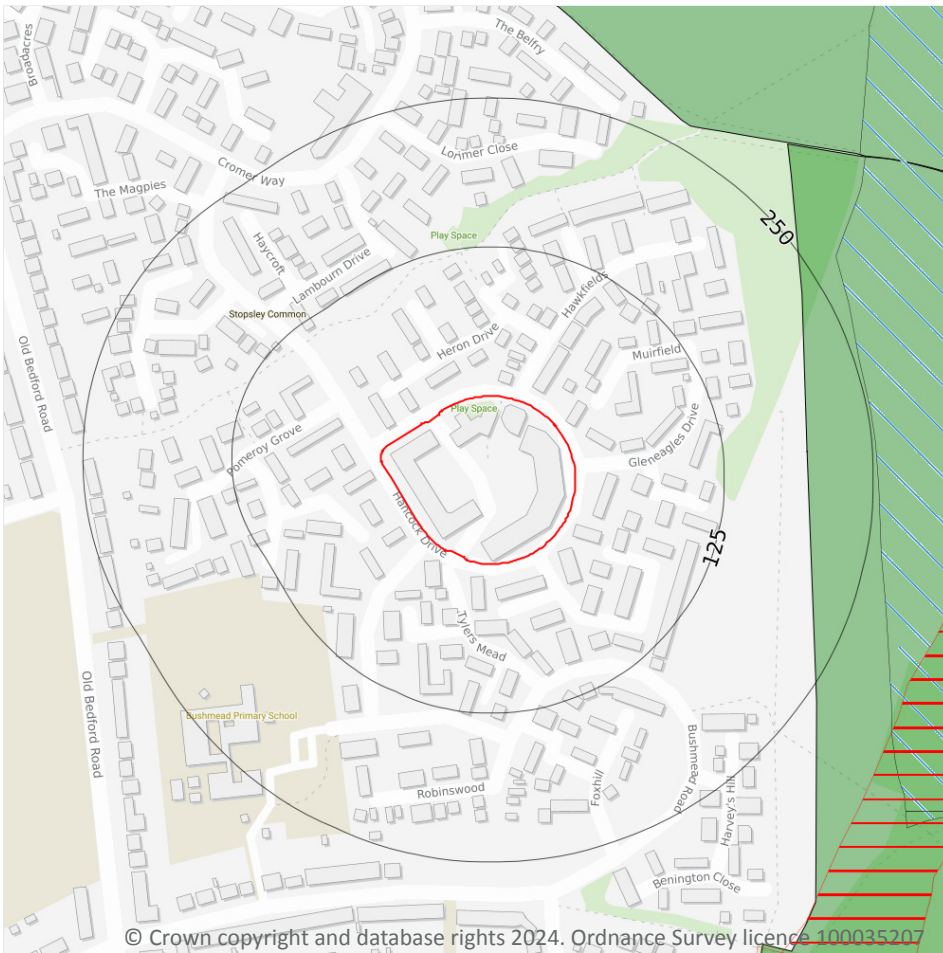 The Belfry
Broadacres
Lorimer Close
Cromer Way
The Magpies
250
Play Space
Haycroft
Lambourn Drive
Stopsley Common
Hawkfields
Heron Drive
Old Bedford Road
Muirfield
Play Space
Pomeroy Grove
Gleneagles Drive
Hancock Drive
125
Tylers Mead
Old Bedford Road
Bushmead Primary School
Bushmead Road
Foxhill
Robinswood
Harvey's Hill
Benington Close
© Crown copyright and database rights 2024. Ordnance Survey licence 100035207